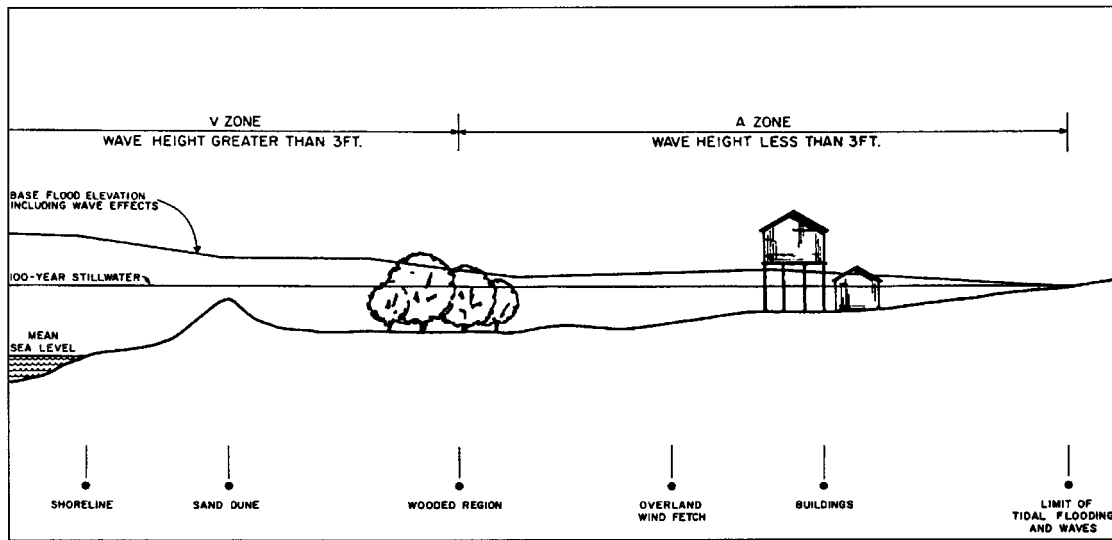 V ZONE
WAVE HEIGHT GREATER THAN 3FT.
A ZONE
WAVE HEIGHT LESS THAN 3FT.
BASE FLOOD ELEVATION
INCLUDING WAVE EFFECTS
100-YEAR STILLWATER
MEAN
SEA LEVEL
SHORELINE
SAND DUNE
WOODED REGION
OVERLAND
WIND FETCH
BUILDINGS
LIMIT OF
TIDAL FLOODING
AND WAVES